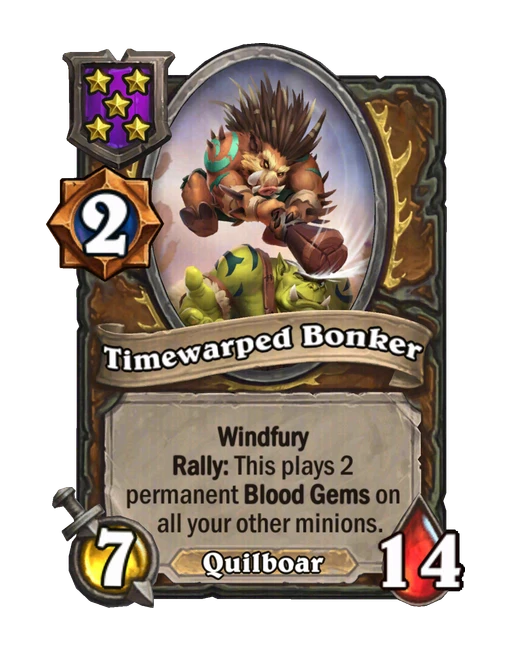 2
Timewarped Bonker
Windfury
Rally: This plays 2
permanent Blood Gems on
all your other minions.
7
Quilboar
14